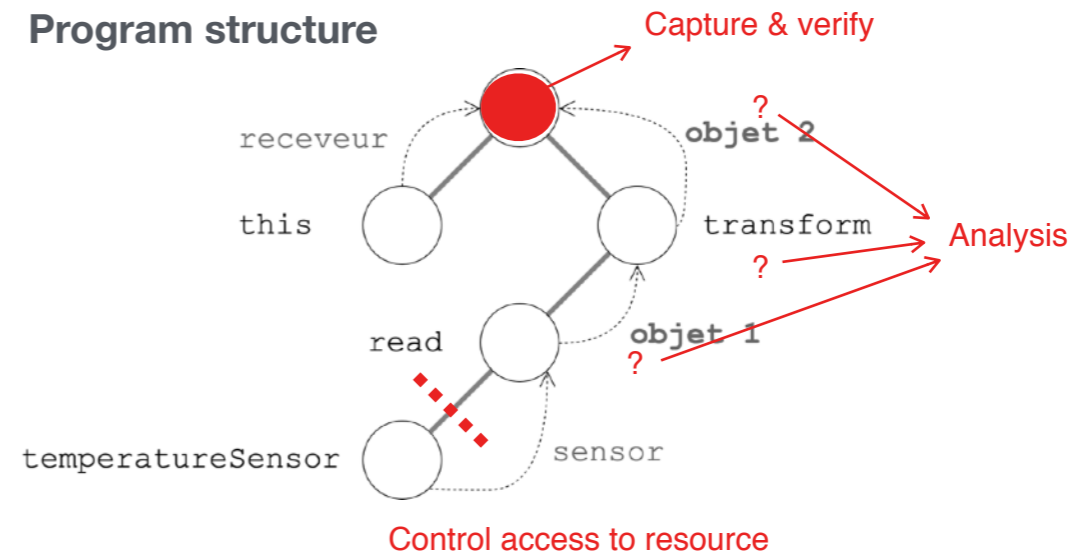 Program structure
Capture & verify
?
receveur
objet 2
this
transform
Analysis
?
read
objet 1
?
temperatureSensor
sensor
Control access to resource